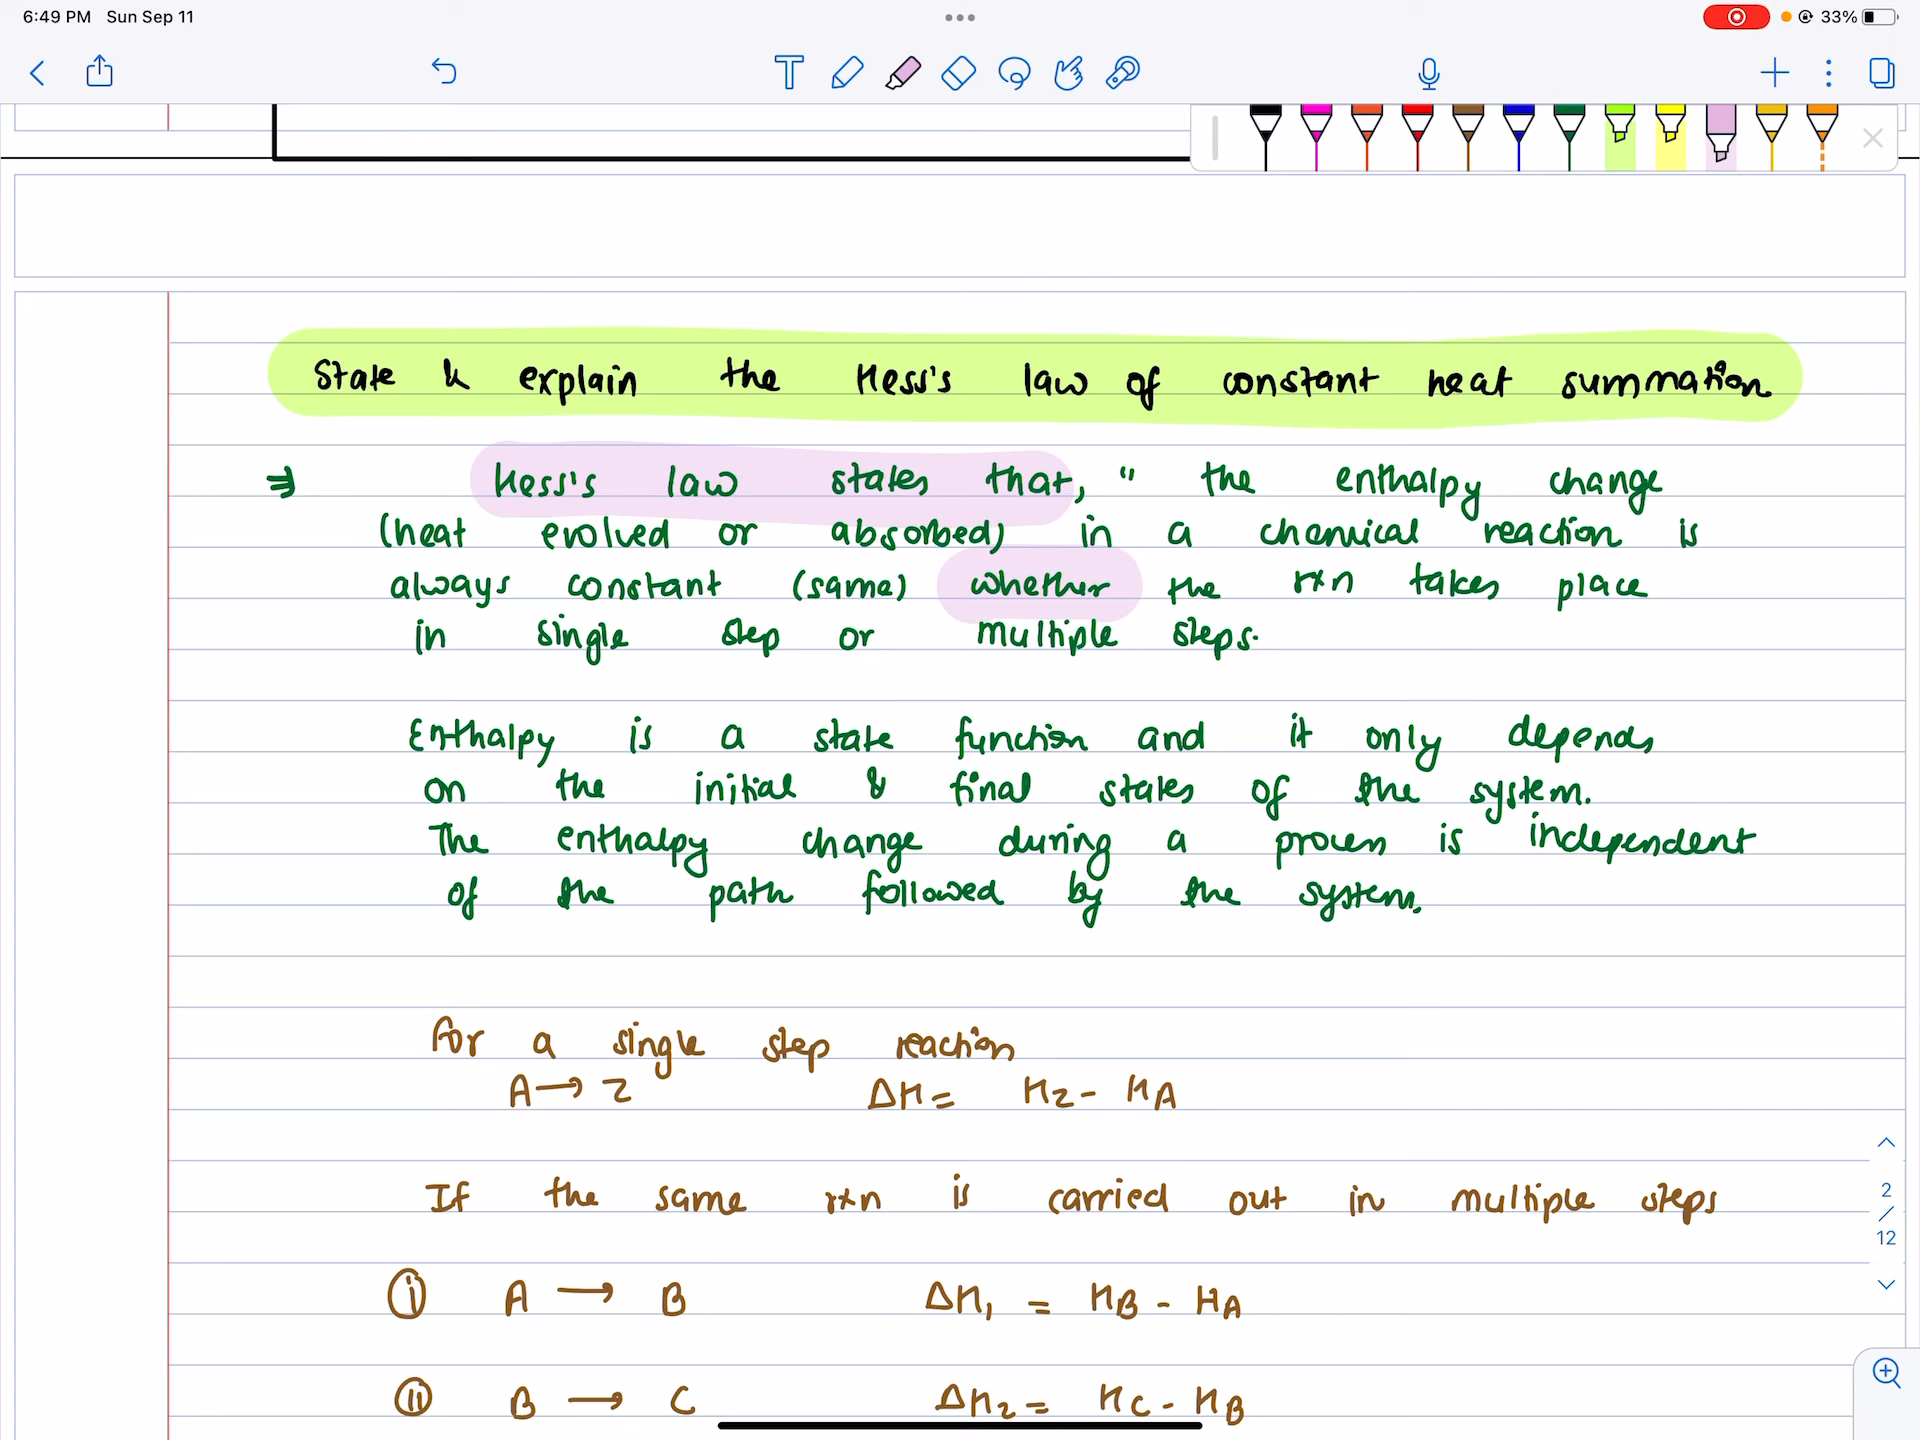 6:49 PM Sun Sep 11
33%
State & explain the Hess's law of constant heat summation
⇒ Hess's law states that, " the enthalpy change
(heat evolved or absorbed) in a chemical reaction is
always constant (same) whether the rxn takes place
in single step or multiple steps.
Enthalpy is a state function and it only depends
on the initial & final states of the system.
The enthalpy change during a process is independent
of the path followed by the system.
For a single step reaction
A → Z ΔH = HZ - HA
If the same rxn is carried out in multiple steps
(i) A → B ΔH₁ = HB - HA
(ii) B → C ΔH₂ = HC - HB
2
/
12